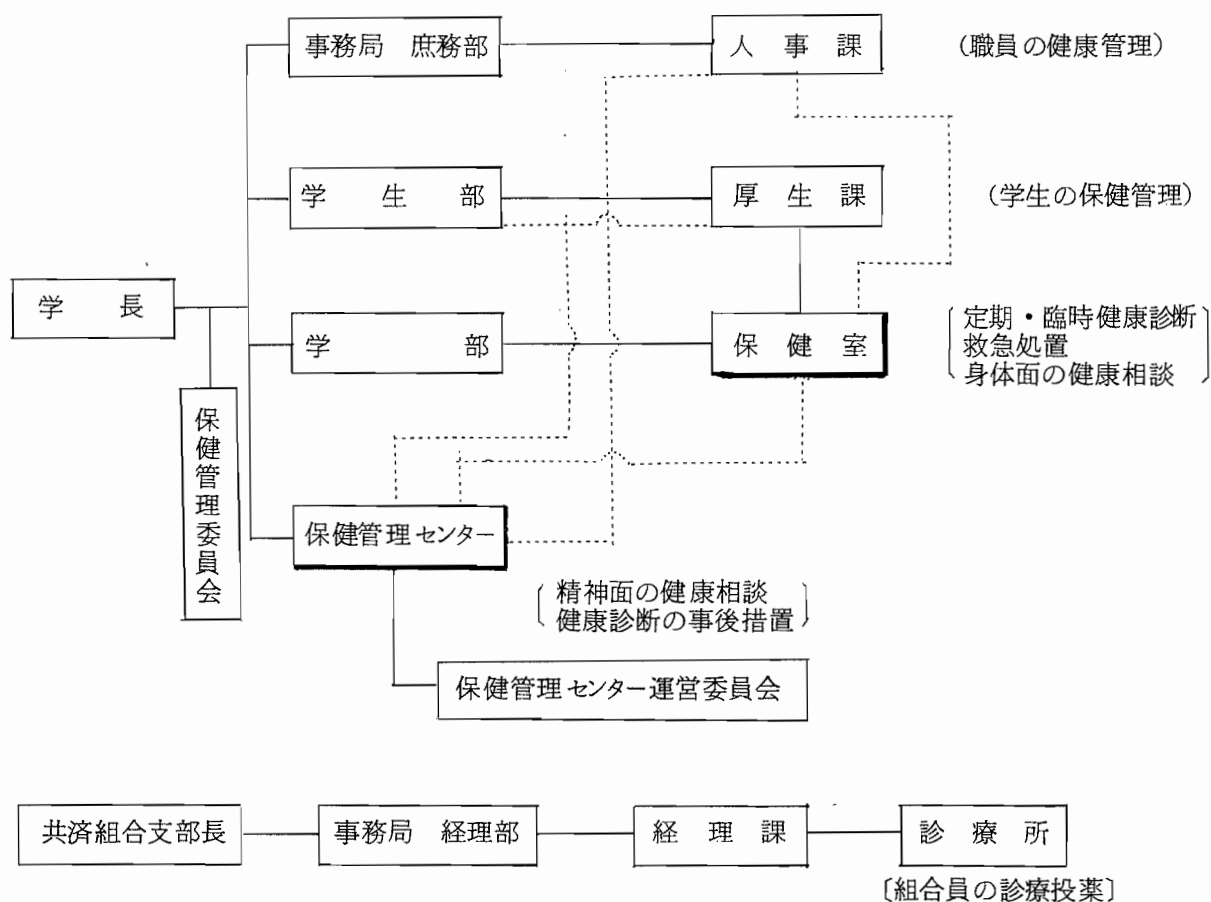 事務局 庶務部 人事課 (職員の健康管理)
学生部 厚生課 (学生の保健管理)
学長
学部 保健室
定期・臨時健康診断
救急処置
身体面の健康相談
保健管理委員会
保健管理センター
精神面の健康相談
健康診断の事後措置
保健管理センター運営委員会
共済組合支部長 事務局 経理部 経理課 診療所
〔組合員の診療投薬〕